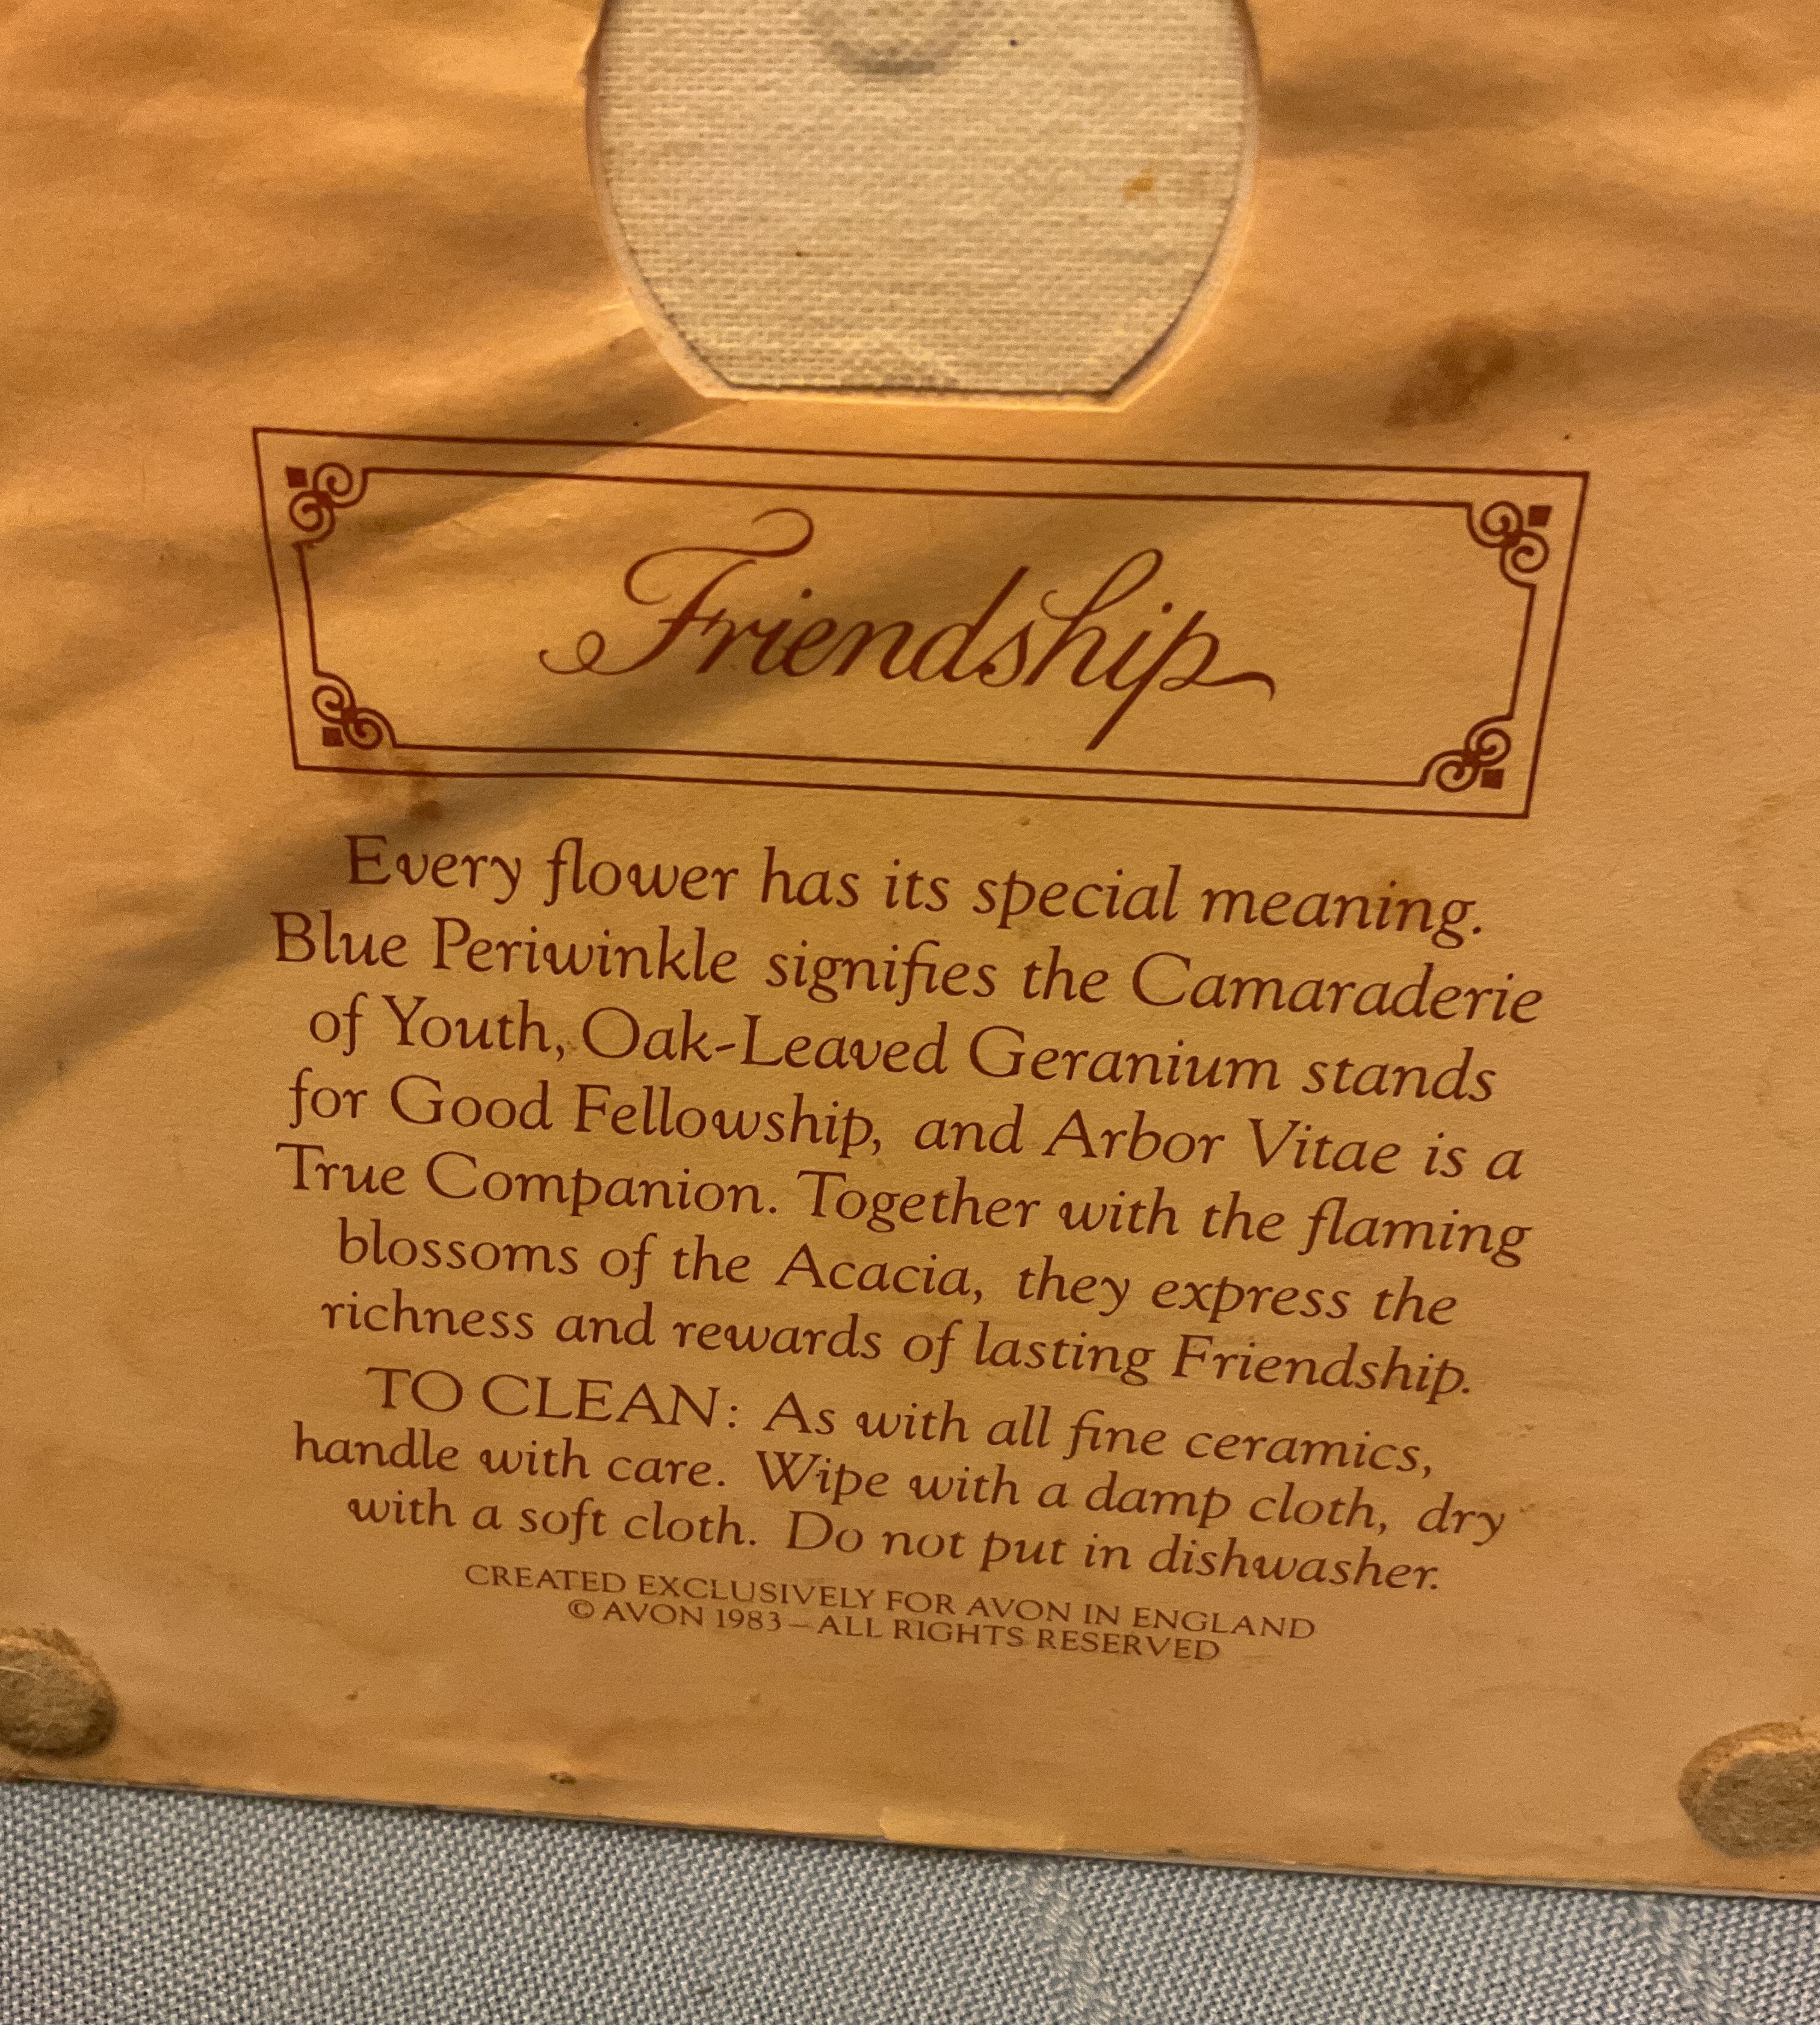 Friendship
Every flower has its special meaning.
Blue Periwinkle signifies the Camaraderie
of Youth, Oak-Leaved Geranium stands
for Good Fellowship, and Arbor Vitae is a
True Companion. Together with the flaming
blossoms of the Acacia, they express the
richness and rewards of lasting Friendship.
TO CLEAN: As with all fine ceramics,
handle with care. Wipe with a damp cloth, dry
with a soft cloth. Do not put in dishwasher.
CREATED EXCLUSIVELY FOR AVON IN ENGLAND
© AVON 1983 – ALL RIGHTS RESERVED